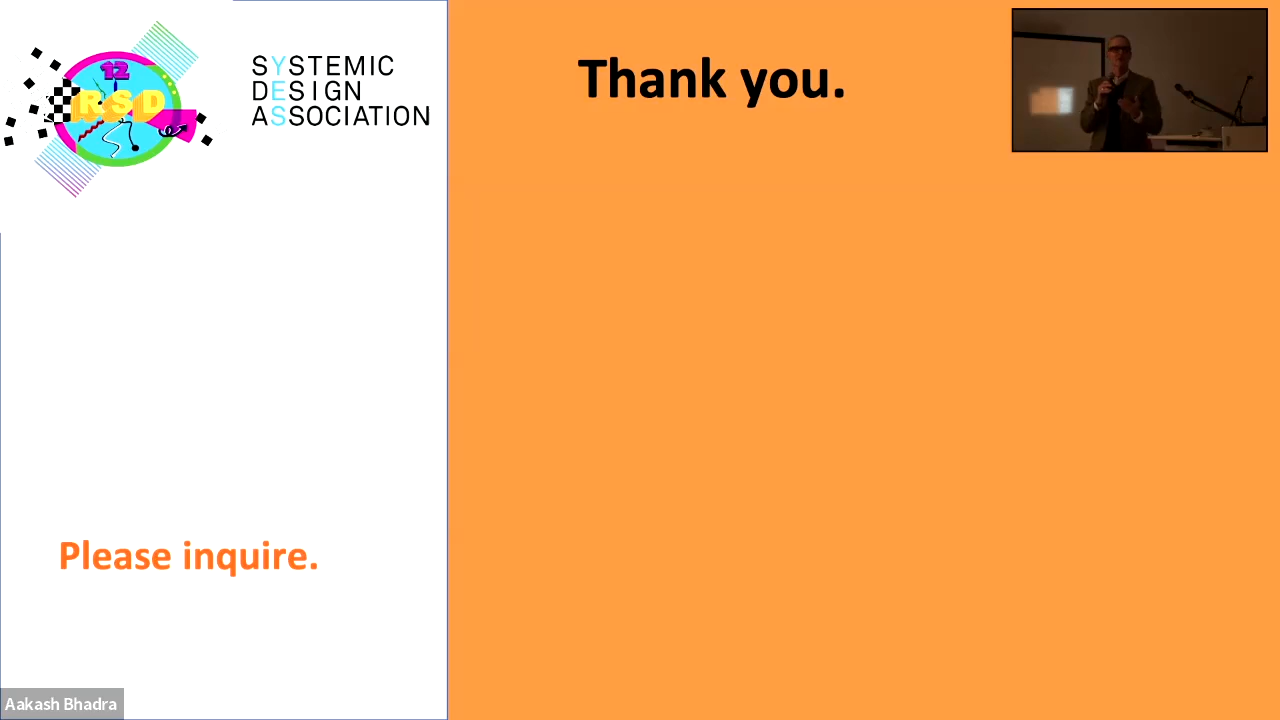 12
RSD
SYSTEMIC
DESIGN
ASSOCIATION
Thank you.
Please inquire.
Aakash Bhadra